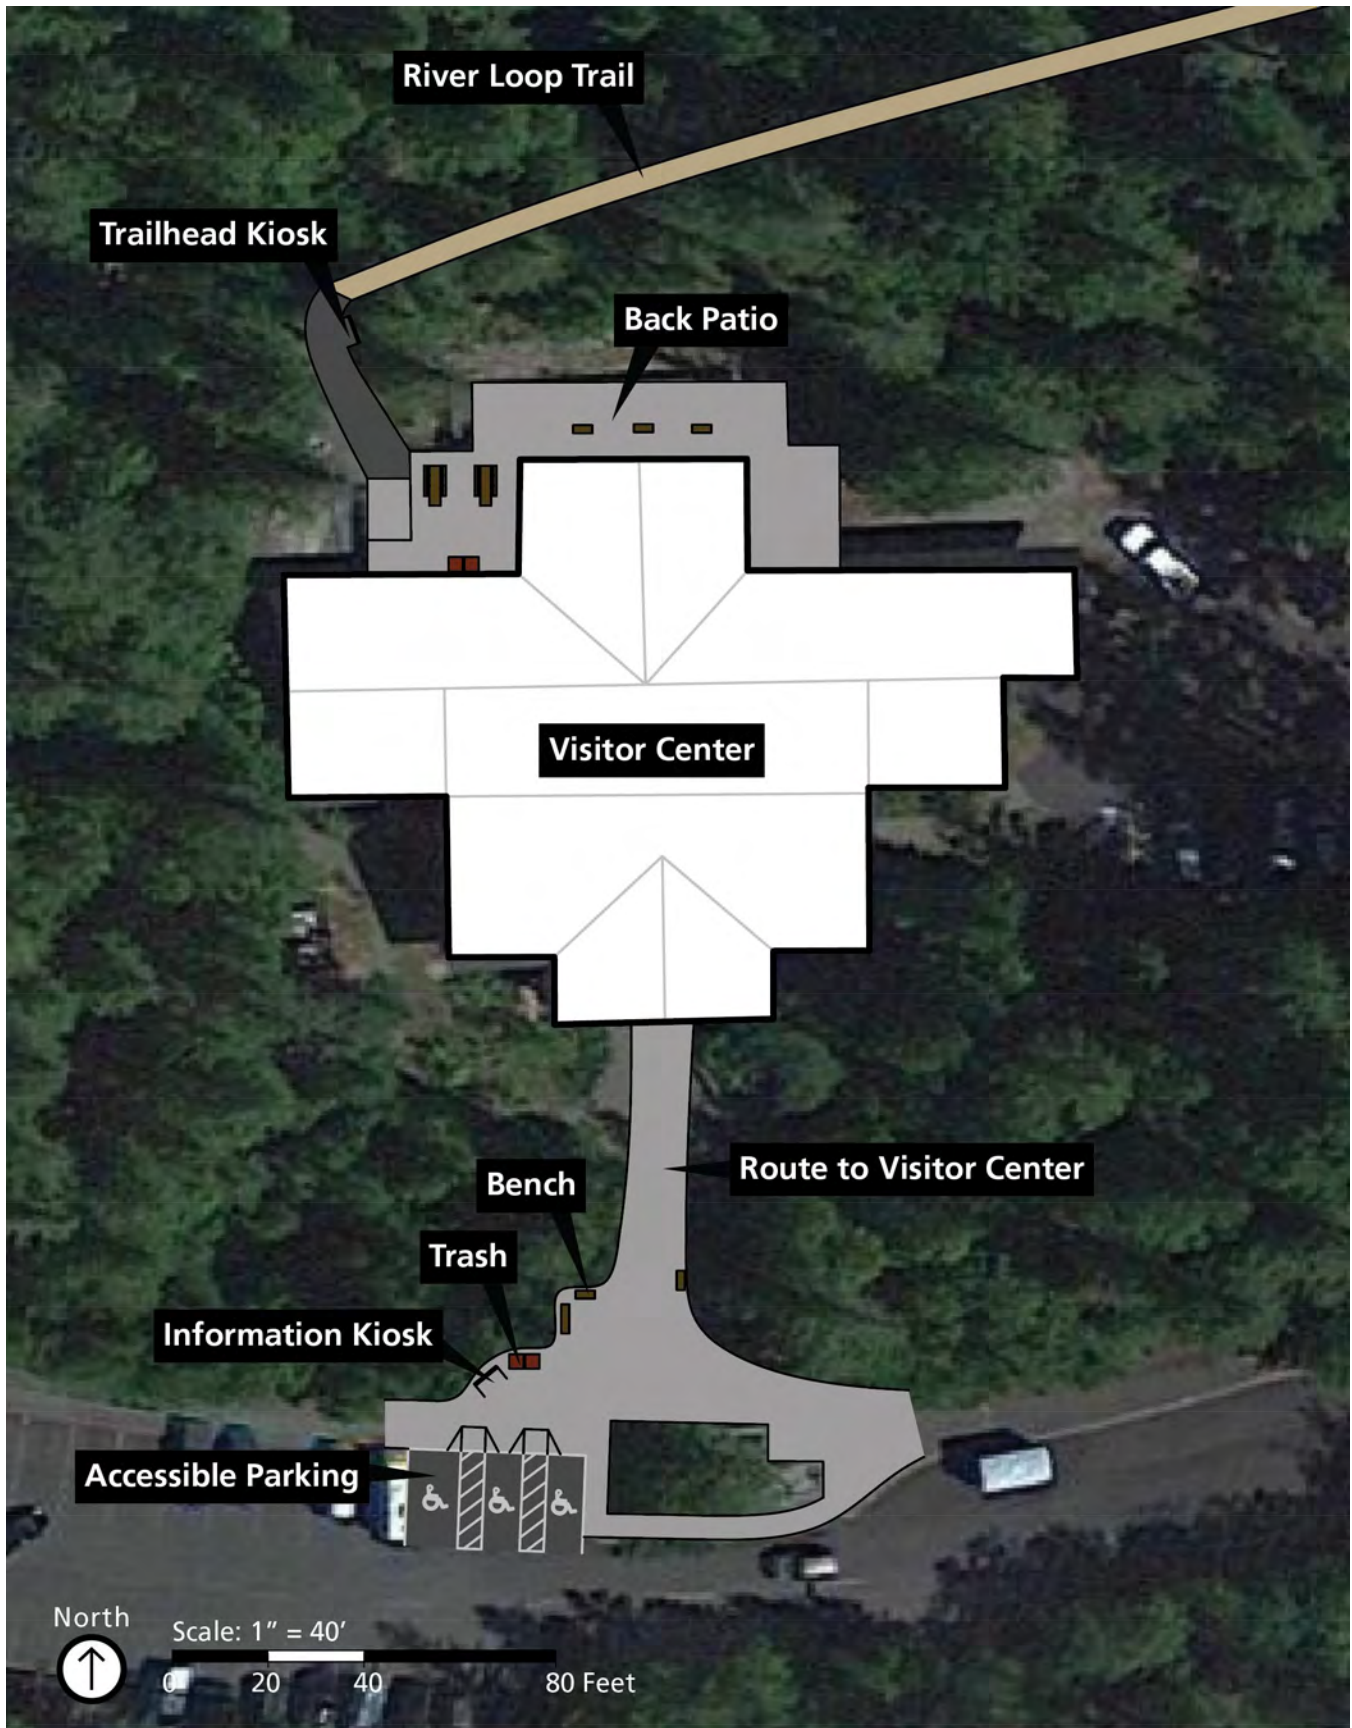 River Loop Trail
Trailhead Kiosk
Back Patio
Visitor Center
Route to Visitor Center
Bench
Trash
Information Kiosk
Accessible Parking
North
Scale: 1” = 40’
0 20 40 80 Feet